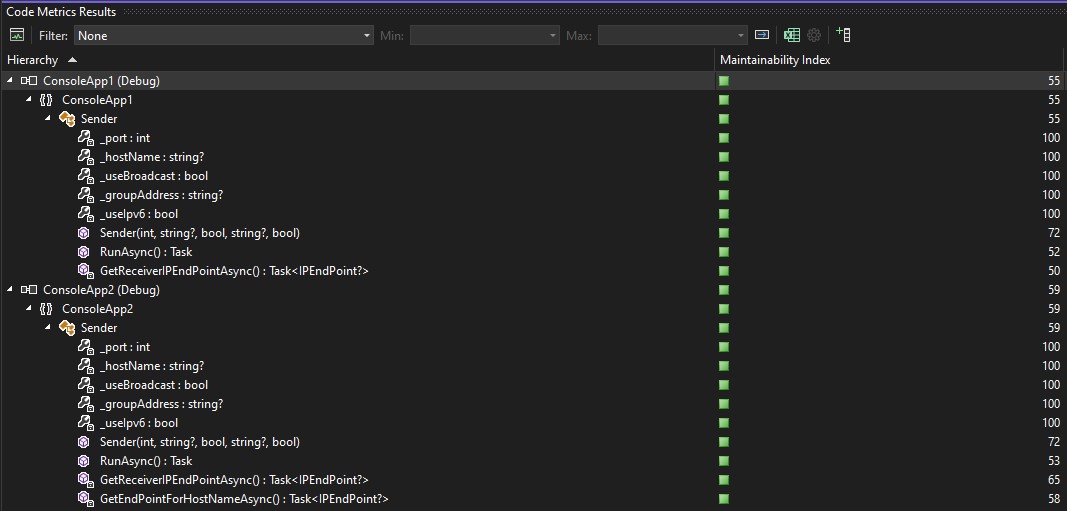 Code Metrics Results
Filter: None Min: Max:
Hierarchy Maintainability Index
ConsoleApp1 (Debug) 55
ConsoleApp1 55
Sender 55
_port : int 100
_hostName : string? 100
_useBroadcast : bool 100
_groupAddress : string? 100
_useIpv6 : bool 100
Sender(int, string?, bool, string?, bool) 72
RunAsync() : Task 52
GetReceiverIPEndPointAsync() : Task<IPEndPoint?> 50
ConsoleApp2 (Debug) 59
ConsoleApp2 59
Sender 59
_port : int 100
_hostName : string? 100
_useBroadcast : bool 100
_groupAddress : string? 100
_useIpv6 : bool 100
Sender(int, string?, bool, string?, bool) 72
RunAsync() : Task 53
GetReceiverIPEndPointAsync() : Task<IPEndPoint?> 65
GetEndPointForHostNameAsync() : Task<IPEndPoint?> 58